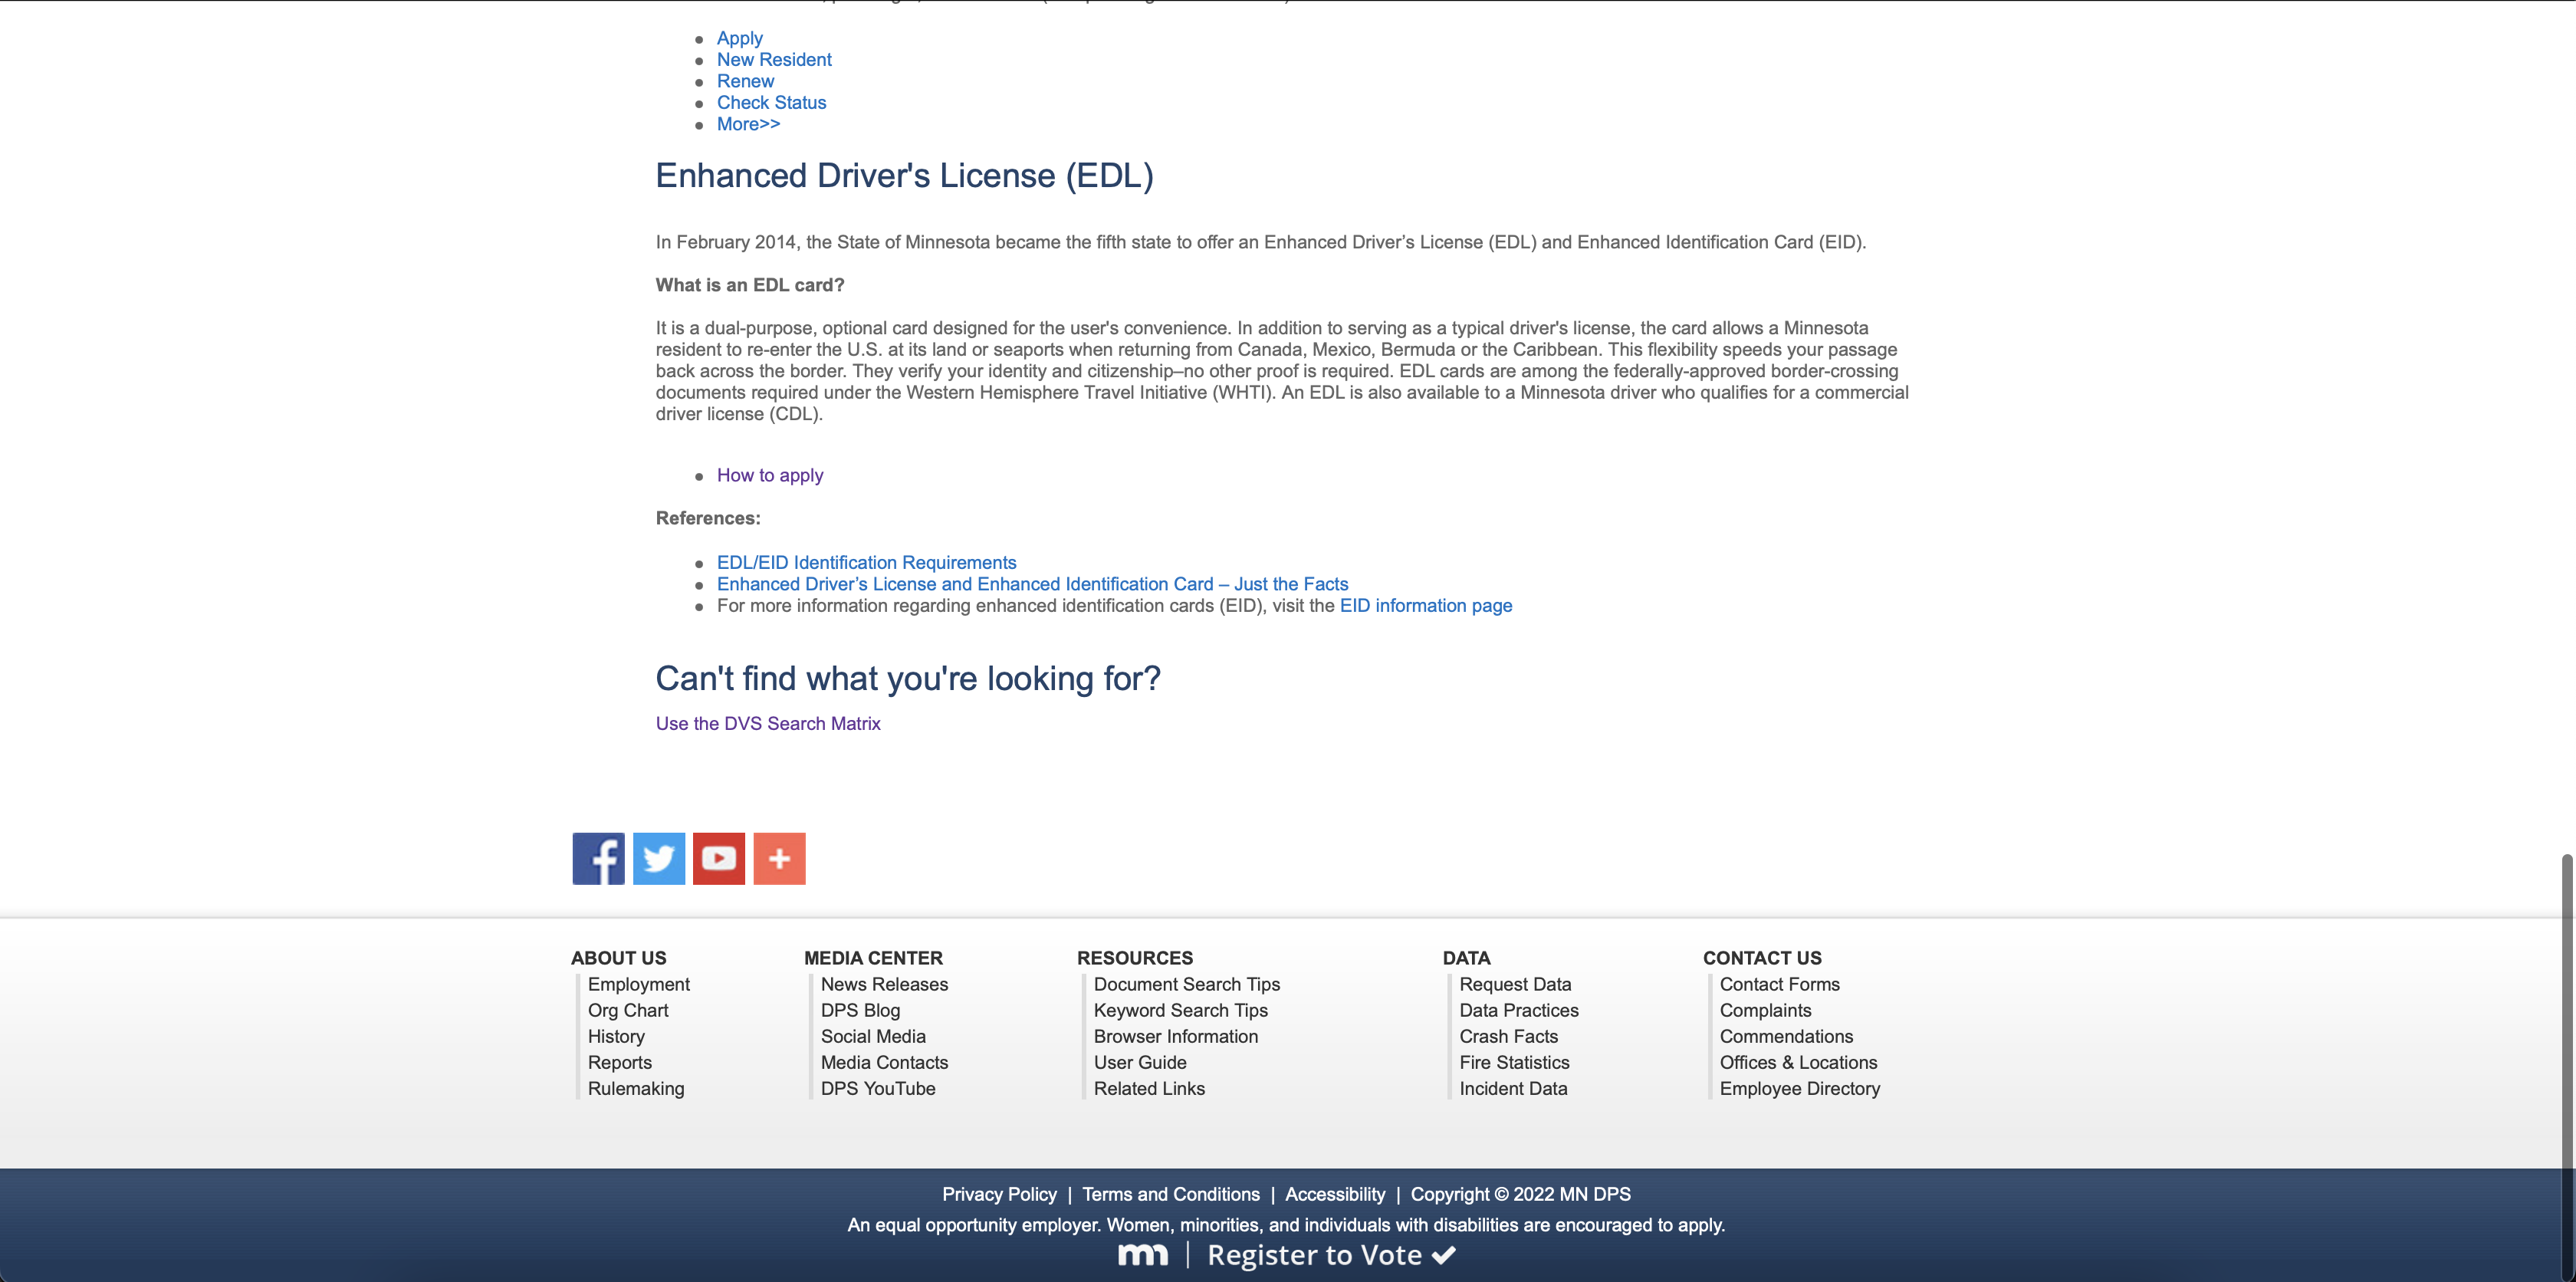 Apply
New Resident
Renew
Check Status
More>>
Enhanced Driver's License (EDL)
In February 2014, the State of Minnesota became the fifth state to offer an Enhanced Driver’s License (EDL) and Enhanced Identification Card (EID).
What is an EDL card?
It is a dual-purpose, optional card designed for the user's convenience. In addition to serving as a typical driver's license, the card allows a Minnesota
resident to re-enter the U.S. at its land or seaports when returning from Canada, Mexico, Bermuda or the Caribbean. This flexibility speeds your passage
back across the border. They verify your identity and citizenship–no other proof is required. EDL cards are among the federally-approved border-crossing
documents required under the Western Hemisphere Travel Initiative (WHTI). An EDL is also available to a Minnesota driver who qualifies for a commercial
driver license (CDL).
How to apply
References:
EDL/EID Identification Requirements
Enhanced Driver’s License and Enhanced Identification Card – Just the Facts
For more information regarding enhanced identification cards (EID), visit the EID information page
Can't find what you're looking for?
Use the DVS Search Matrix
ABOUT US
Employment
Org Chart
History
Reports
Rulemaking
MEDIA CENTER
News Releases
DPS Blog
Social Media
Media Contacts
DPS YouTube
RESOURCES
Document Search Tips
Keyword Search Tips
Browser Information
User Guide
Related Links
DATA
Request Data
Data Practices
Crash Facts
Fire Statistics
Incident Data
CONTACT US
Contact Forms
Complaints
Commendations
Offices & Locations
Employee Directory
Privacy Policy | Terms and Conditions | Accessibility | Copyright © 2022 MN DPS
An equal opportunity employer. Women, minorities, and individuals with disabilities are encouraged to apply.
mn | Register to Vote ✔